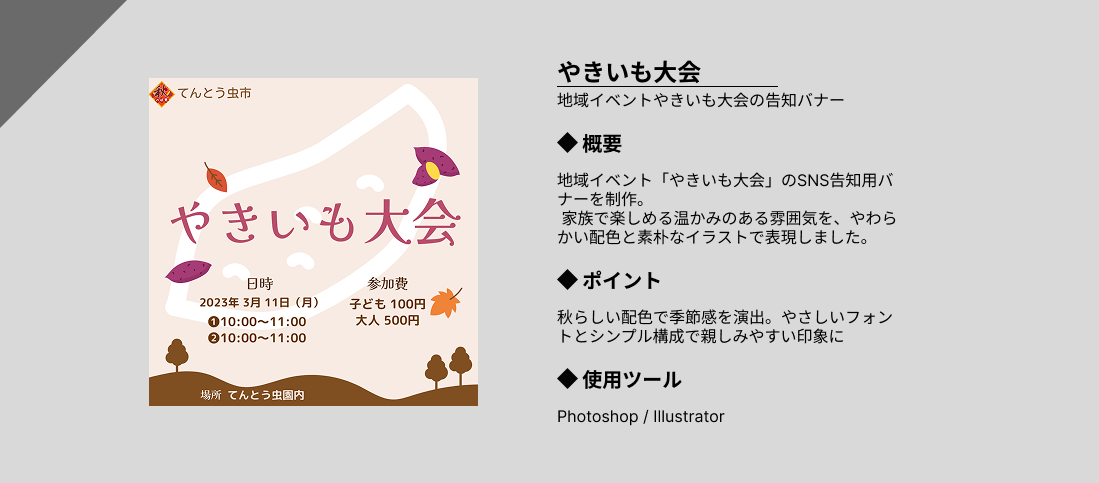 秋
てんとう虫市
やきいも大会
日時
2023年 3月 11日（月）
❶10:00〜11:00
❷10:00〜11:00
参加費
子ども 100円
大人 500円
場所 てんとう虫園内
やきいも大会
地域イベントやきいも大会の告知バナー
◆ 概要
地域イベント「やきいも大会」のSNS告知用バ
ナーを制作。
家族で楽しめる温かみのある雰囲気を、やわら
かい配色と素朴なイラストで表現しました。
◆ ポイント
秋らしい配色で季節感を演出。やさしいフォン
トとシンプル構成で親しみやすい印象に
◆ 使用ツール
Photoshop / Illustrator